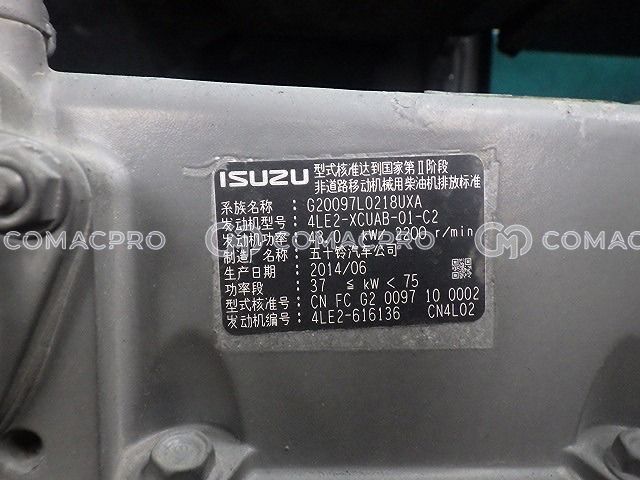 ISUZU 型式核准达到国家第Ⅱ阶段
非道路移动机械用柴油机排放标准
系族名称 : G20097L0218UXA
发动机型号: 4LE2-XCUAB-01-C2
发动机功率: 43.0 kW/ 2200 r/min
制造厂名称: 五十铃汽车公司
生产日期 : 2014/06
功率段 : 37 ≦ kW < 75
型式核准号: CN FC G2 0097 10 0002
发动机编号: 4LE2-616136 CN4L02
COMACPRO
COMACPRO
COMACPRO